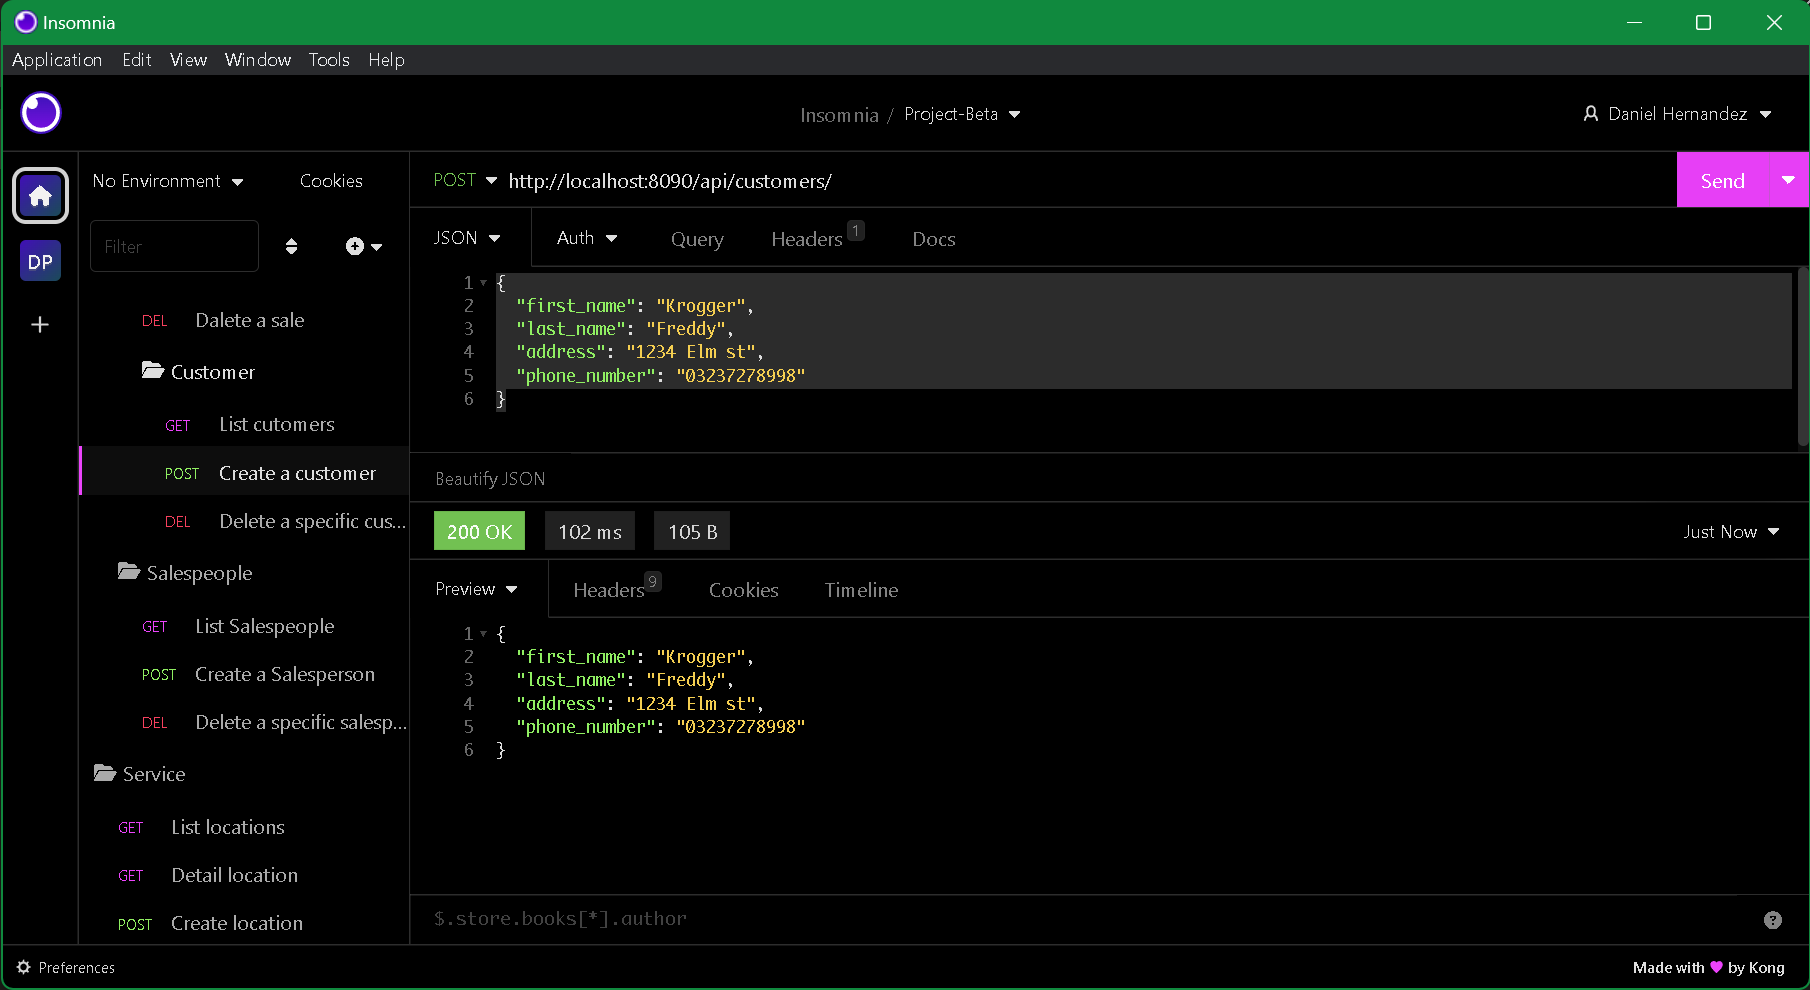 Insomnia
Application Edit View Window Tools Help
Insomnia / Project-Beta
Daniel Hernandez
DP
No Environment
Cookies
Filter
DEL Dalete a sale
Customer
GET List cutomers
POST Create a customer
DEL Delete a specific cus...
Salespeople
GET List Salespeople
POST Create a Salesperson
DEL Delete a specific salesp...
Service
GET List locations
GET Detail location
POST Create location
POST http://localhost:8090/api/customers/
Send
JSON Auth Query Headers 1 Docs
1 {
2 "first_name": "Krogger",
3 "last_name": "Freddy",
4 "address": "1234 Elm st",
5 "phone_number": "03237278998"
6 }
Beautify JSON
200 OK 102 ms 105 B Just Now
Preview Headers 9 Cookies Timeline
1 {
2 "first_name": "Krogger",
3 "last_name": "Freddy",
4 "address": "1234 Elm st",
5 "phone_number": "03237278998"
6 }
$.store.books[*].author
?
Preferences
Made with ♥ by Kong